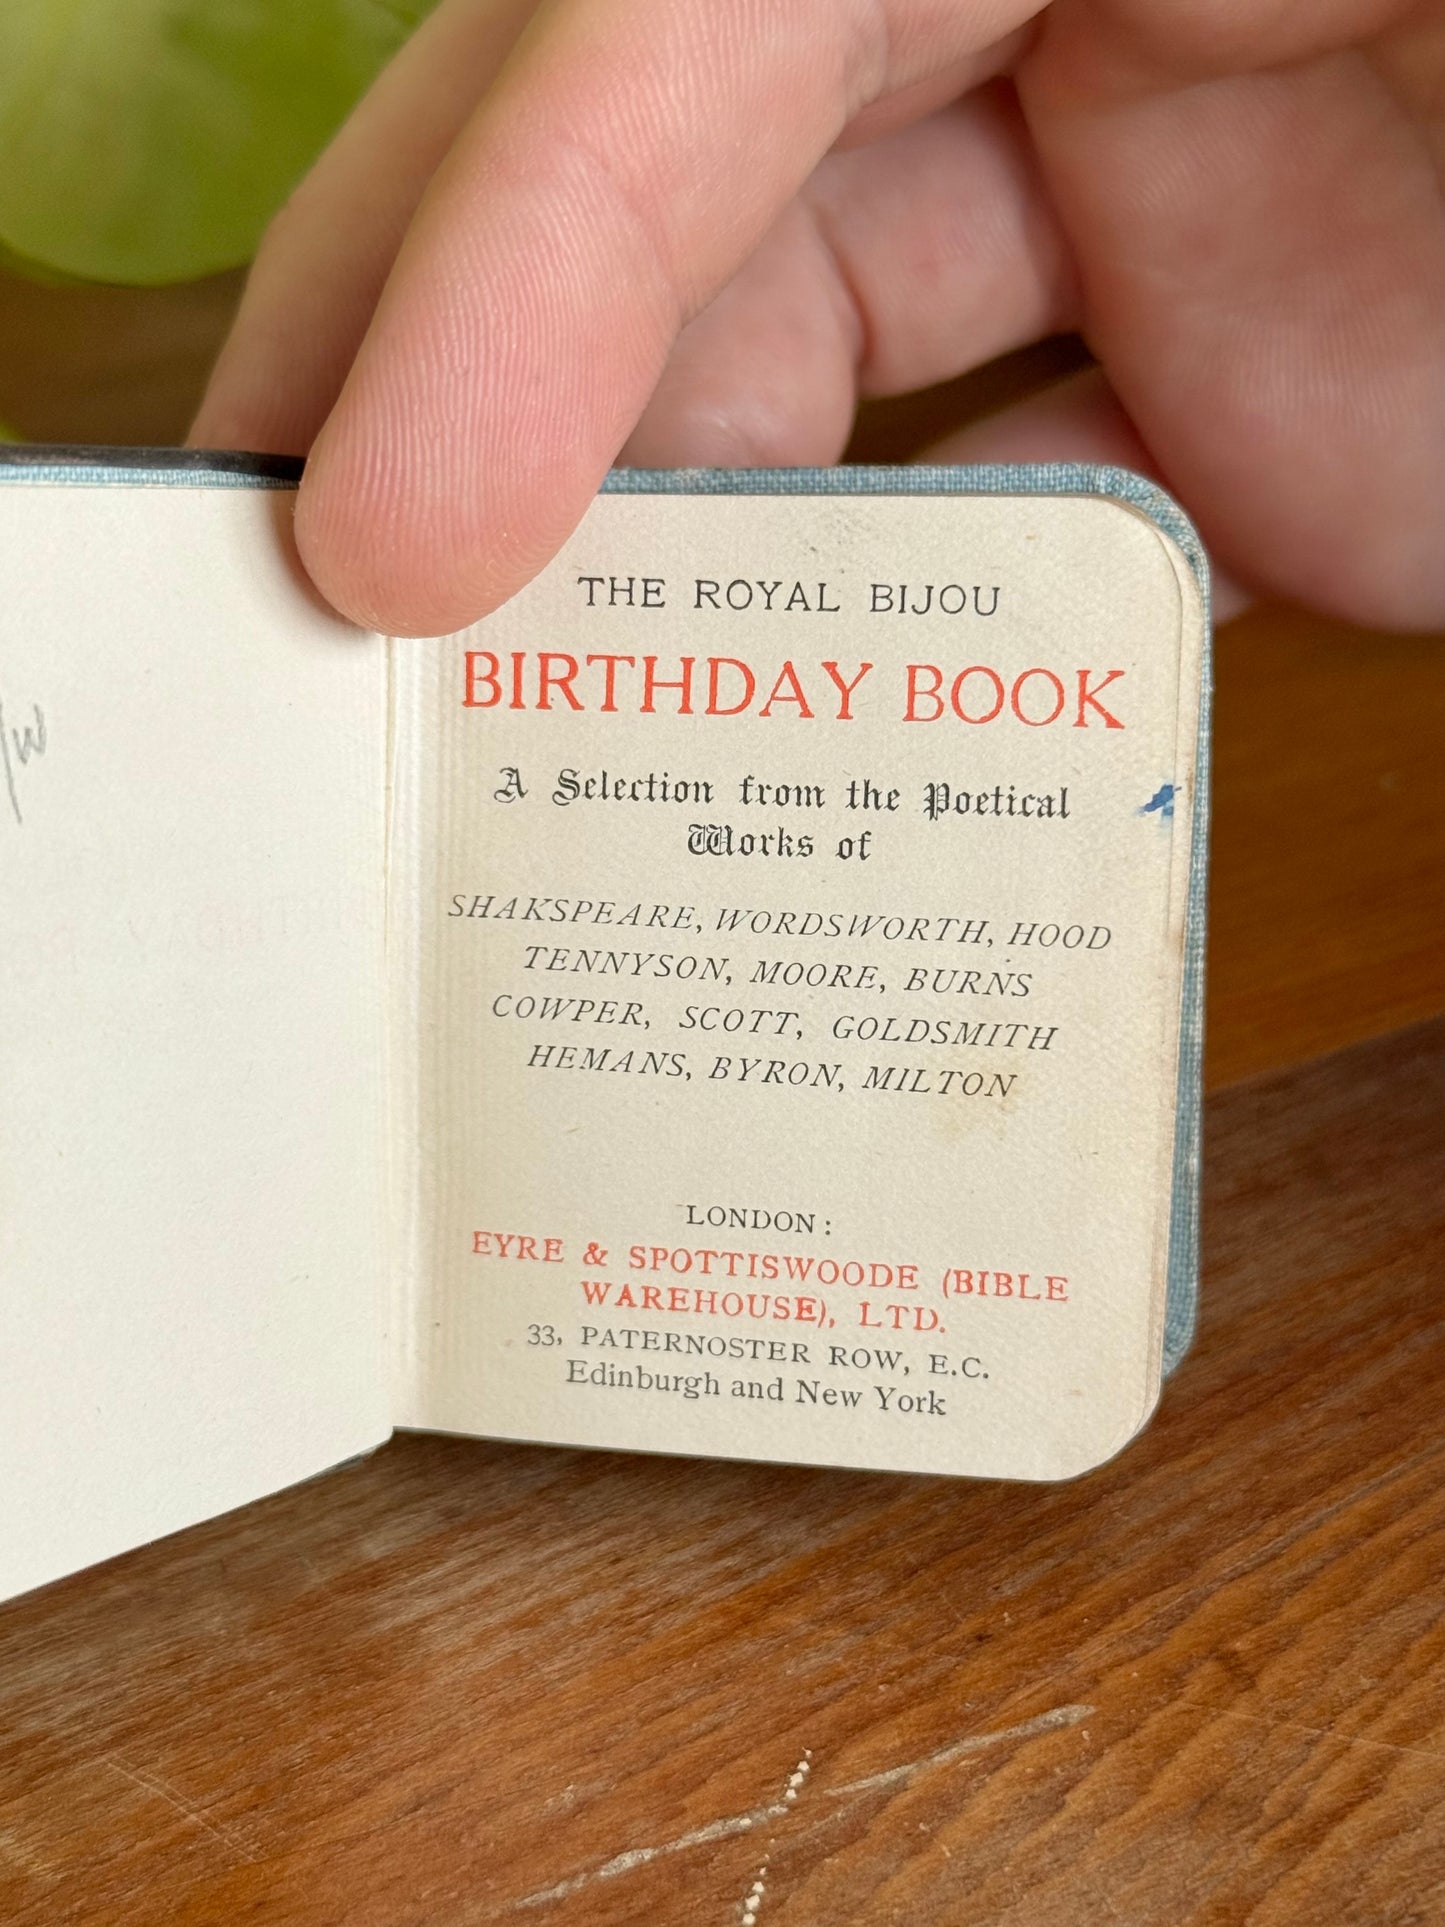 THE ROYAL BIJOU
BIRTHDAY BOOK
A Selection from the Poetical
Works of
SHAKSPEARE, WORDSWORTH, HOOD
TENNYSON, MOORE, BURNS
COWPER, SCOTT, GOLDSMITH
HEMANS, BYRON, MILTON
LONDON:
EYRE & SPOTTISWOODE (BIBLE
WAREHOUSE), LTD.
33, PATERNOSTER ROW, E.C.
Edinburgh and New York